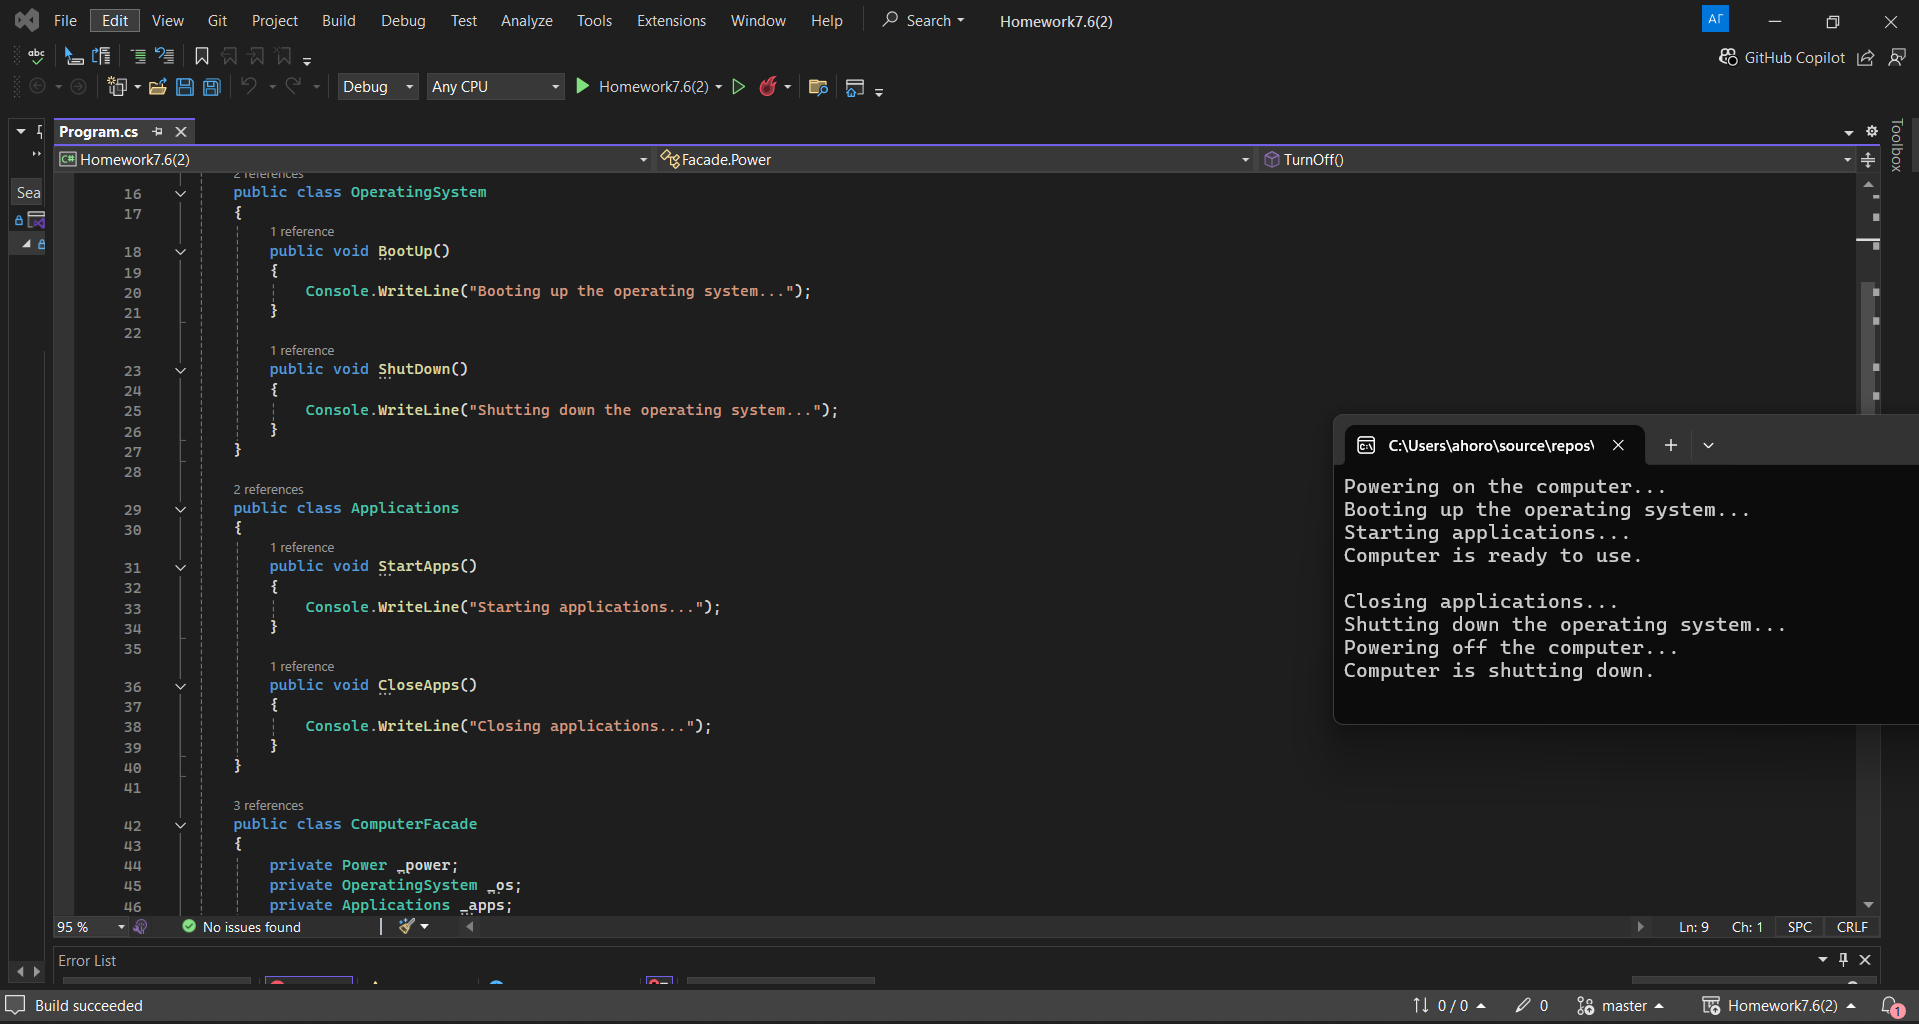 File Edit View Git Project Build Debug Test Analyze Tools Extensions Window Help Search Homework7.6(2) АГ
abc GitHub Copilot
Debug Any CPU Homework7.6(2)
Program.cs
Toolbox
C# Homework7.6(2) Facade.Power TurnOff()
Sea
2 references
16 public class OperatingSystem
17 {
1 reference
18 public void BootUp()
19 {
20 Console.WriteLine("Booting up the operating system...");
21 }
22
1 reference
23 public void ShutDown()
24 {
25 Console.WriteLine("Shutting down the operating system...");
26 }
27 }
28
2 references
29 public class Applications
30 {
1 reference
31 public void StartApps()
32 {
33 Console.WriteLine("Starting applications...");
34 }
35
1 reference
36 public void CloseApps()
37 {
38 Console.WriteLine("Closing applications...");
39 }
40 }
41
3 references
42 public class ComputerFacade
43 {
44 private Power _power;
45 private OperatingSystem _os;
46 private Applications _apps;
C:\Users\ahoro\source\repos\
Powering on the computer...
Booting up the operating system...
Starting applications...
Computer is ready to use.
Closing applications...
Shutting down the operating system...
Powering off the computer...
Computer is shutting down.
95 % No issues found Ln: 9 Ch: 1 SPC CRLF
Error List
Build succeeded 0 / 0 0 master Homework7.6(2) 1